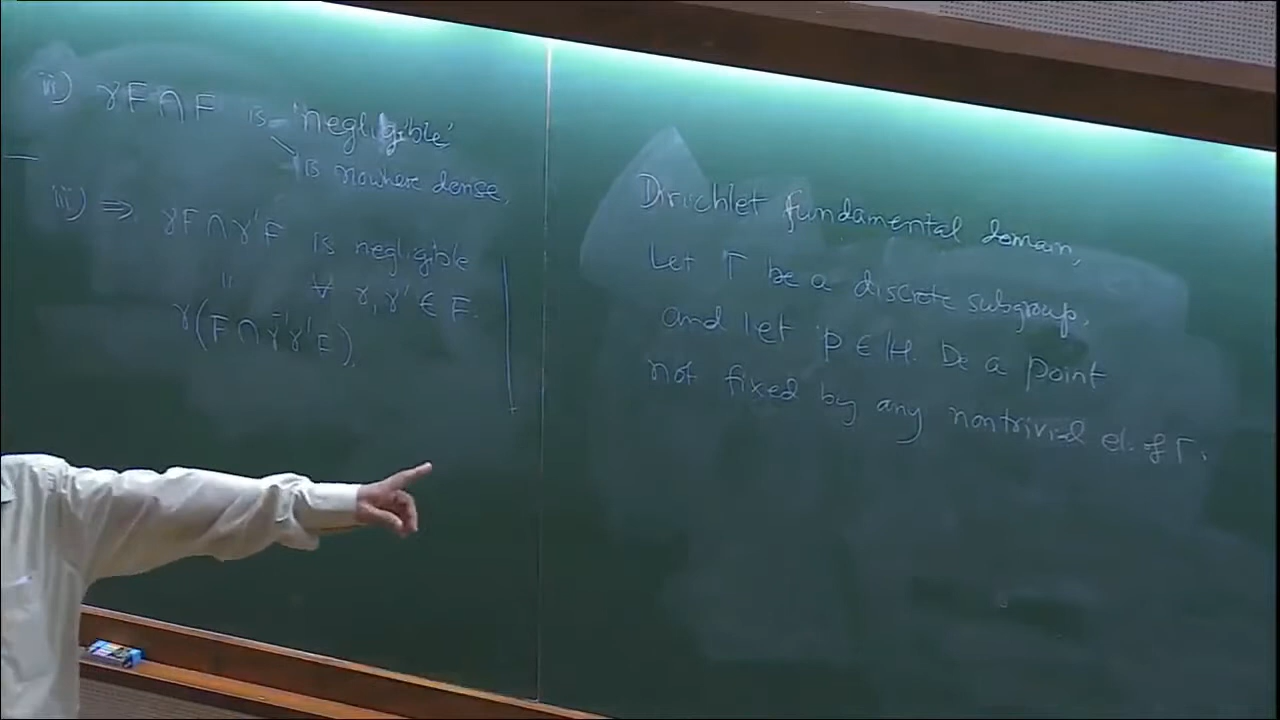 ii) γF∩F is 'negligible'
is nowhere dense,
iii) ⇒ γF∩γ'F is negligible
" ∀ γ, γ' ∈ F.
γ(F∩γ⁻¹γ'F),
Diruchlet fundamental domain,
Let Γ be a discrete subgroup,
and let p ∈ H. be a point
not fixed by any nontrivial el. of Γ.